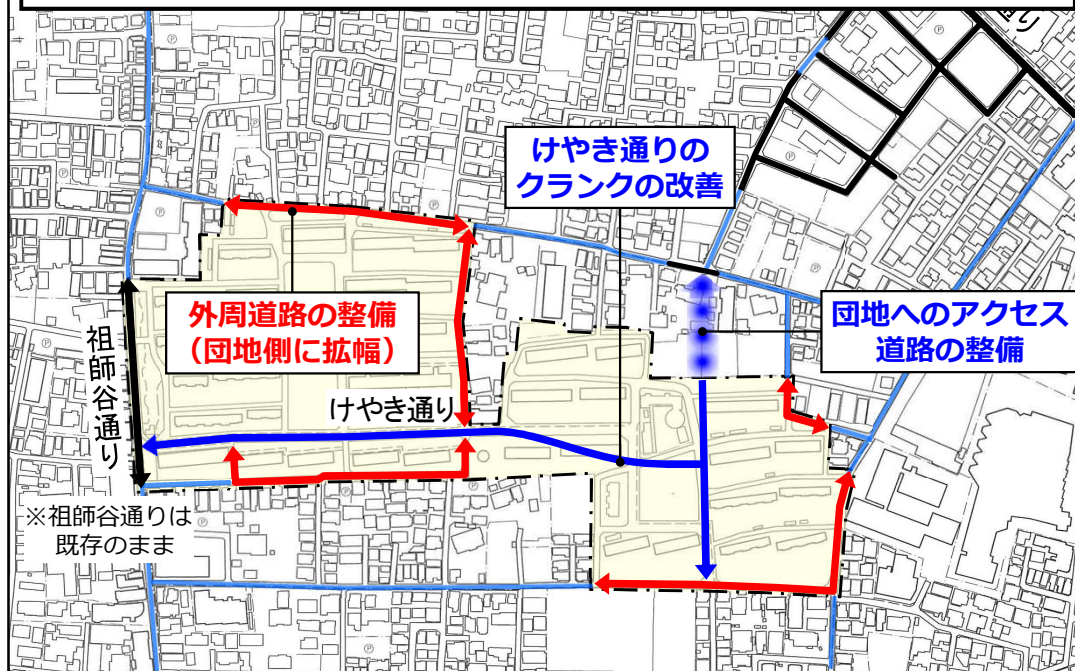 通り
けやき通りの
クランクの改善
外周道路の整備
（団地側に拡幅）
団地へのアクセス
道路の整備
祖師谷通り
けやき通り
※祖師谷通りは
既存のまま